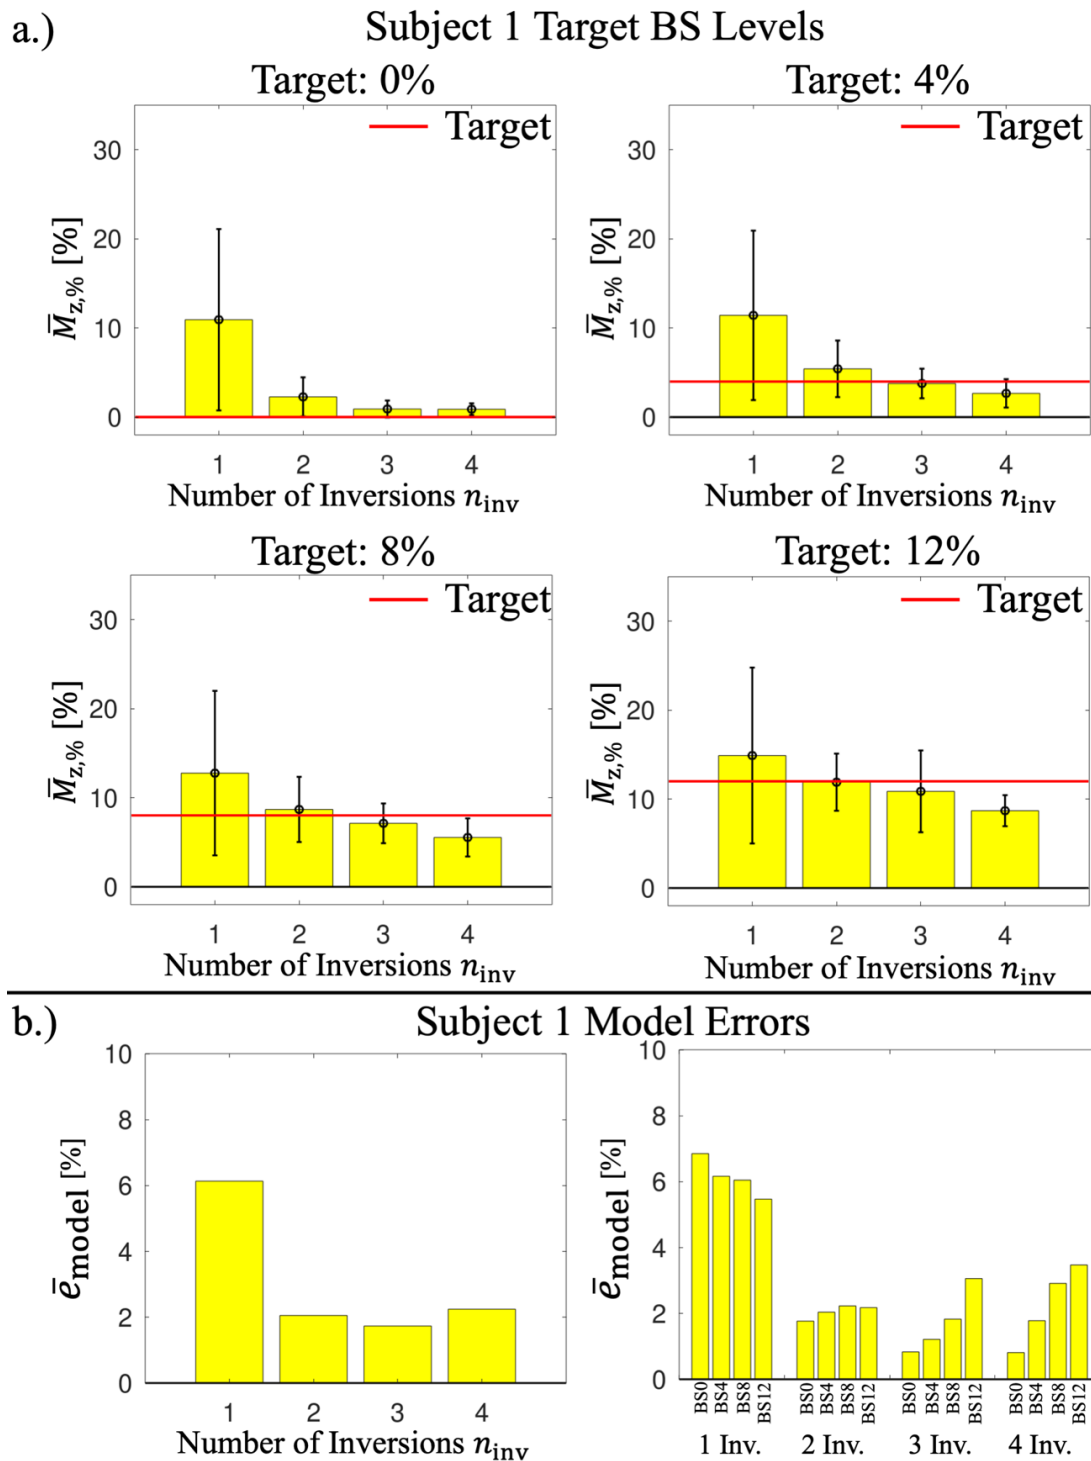 a.) Subject 1 Target BS Levels
Target: 0%
Target
30
20
10
0
M̄z,% [%]
1 2 3 4
Number of Inversions ninv
Target: 4%
Target
30
20
10
0
M̄z,% [%]
1 2 3 4
Number of Inversions ninv
Target: 8%
Target
30
20
10
0
M̄z,% [%]
1 2 3 4
Number of Inversions ninv
Target: 12%
Target
30
20
10
0
M̄z,% [%]
1 2 3 4
Number of Inversions ninv
b.) Subject 1 Model Errors
10
8
6
4
2
0
ēmodel [%]
1 2 3 4
Number of Inversions ninv
10
8
6
4
2
0
ēmodel [%]
BS0 BS4 BS8 BS12 BS0 BS4 BS8 BS12 BS0 BS4 BS8 BS12 BS0 BS4 BS8 BS12
1 Inv. 2 Inv. 3 Inv. 4 Inv.